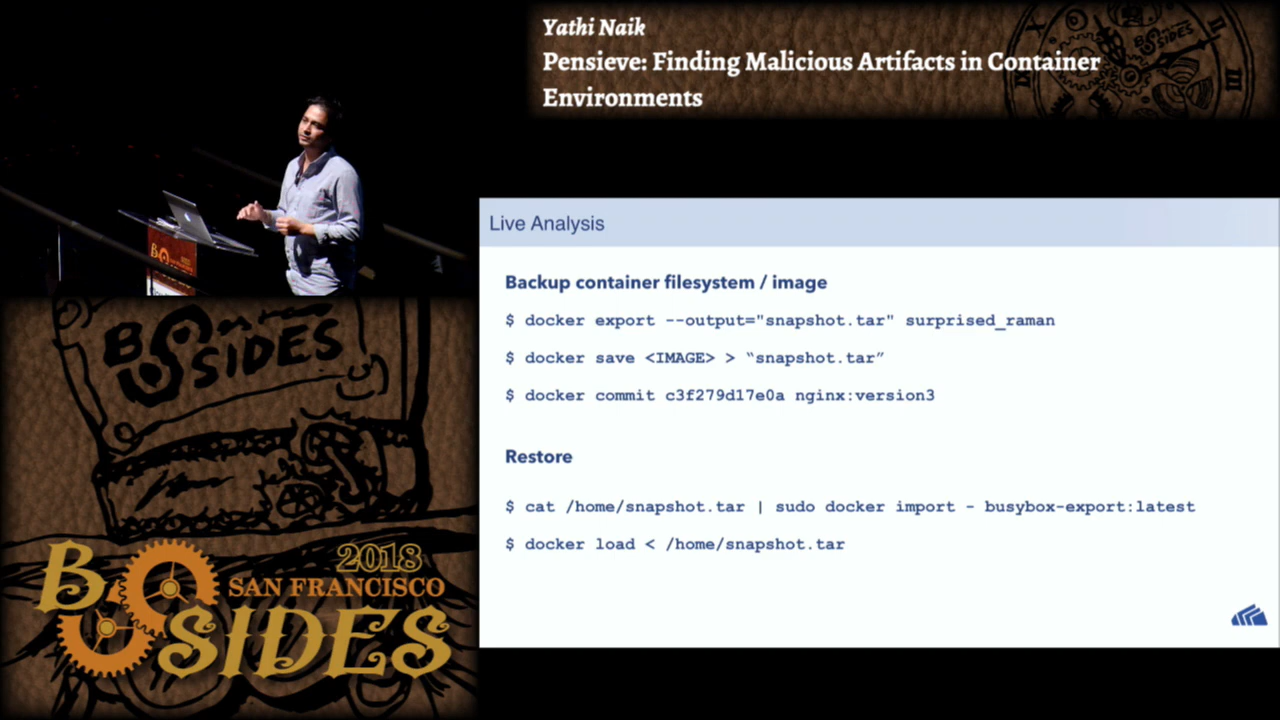 Yathi Naik
Pensieve: Finding Malicious Artifacts in Container
Environments
BSIDES
Live Analysis
Backup container filesystem / image
$ docker export --output="snapshot.tar" surprised_raman
$ docker save <IMAGE> > “snapshot.tar”
$ docker commit c3f279d17e0a nginx:version3
Restore
$ cat /home/snapshot.tar | sudo docker import - busybox-export:latest
$ docker load < /home/snapshot.tar
BSIDES
2018
SAN FRANCISCO
BSIDES